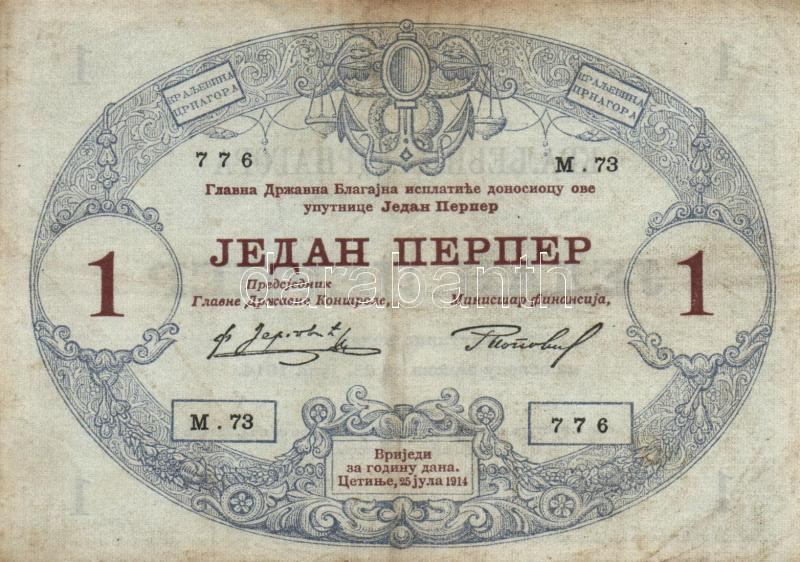 КРАЉЕВИНА
ЦРНАГОРА
КРАЉЕВИНА
ЦРНАГОРА
776
М. 73
Главна Државна Благајна исплатиће доносиоцу ове
упутнице Један Перпер
ЈЕДАН ПЕРПЕР
1
1
Предсједник
Главне Државне Контроле,
Министар финансија,
М. 73
776
Вриједи
за годину дана.
Цетиње, 25 јула 1914
darabanth